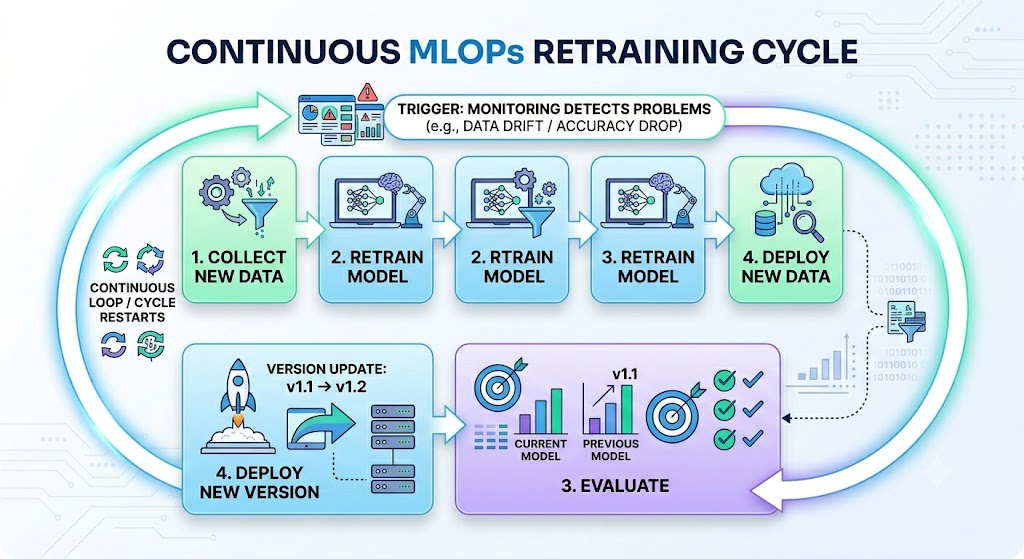 CONTINUOUS MLOPs RETRAINING CYCLE
TRIGGER: MONITORING DETECTS PROBLEMS
(e.g., DATA DRIFT / ACCURACY DROP)
1. COLLECT
NEW DATA
2. RETRAIN
MODEL
2. RTRAIN
MODEL
3. RETRAIN
MODEL
4. DEPLOY
NEW DATA
CONTINUOUS
LOOP / CYCLE
RESTARTS
VERSION UPDATE:
v1.1 → v1.2
4. DEPLOY
NEW VERSION
v1.1
CURRENT
MODEL
PREVIOUS
MODEL
3. EVALUATE